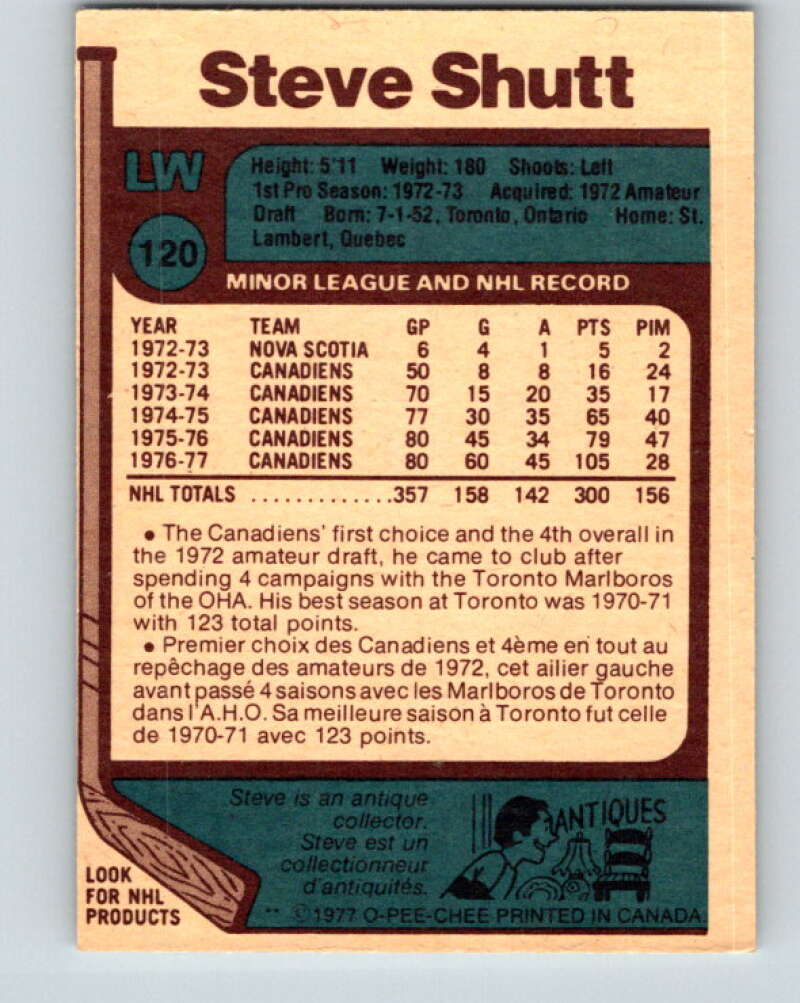 Steve Shutt
LW
Height: 5'11 Weight: 180 Shoots: Left
1st Pro Season: 1972-73 Acquired: 1972 Amateur
Draft Born: 7-1-52, Toronto, Ontario Home: St.
Lambert, Quebec
120
MINOR LEAGUE AND NHL RECORD
YEAR TEAM GP G A PTS PIM
1972-73 NOVA SCOTIA 6 4 1 5 2
1972-73 CANADIENS 50 8 8 16 24
1973-74 CANADIENS 70 15 20 35 17
1974-75 CANADIENS 77 30 35 65 40
1975-76 CANADIENS 80 45 34 79 47
1976-77 CANADIENS 80 60 45 105 28
NHL TOTALS .............357 158 142 300 156
• The Canadiens' first choice and the 4th overall in
the 1972 amateur draft, he came to club after
spending 4 campaigns with the Toronto Marlboros
of the OHA. His best season at Toronto was 1970-71
with 123 total points.
• Premier choix des Canadiens et 4ème en tout au
repêchage des amateurs de 1972, cet ailier gauche
avant passé 4 saisons avec les Marlboros de Toronto
dans l'A.H.O. Sa meilleure saison à Toronto fut celle
de 1970-71 avec 123 points.
Steve is an antique
collector.
Steve est un
collectionneur
d'antiquités.
ANTIQUES
LOOK
FOR NHL
PRODUCTS
** ©1977 O-PEE-CHEE PRINTED IN CANADA